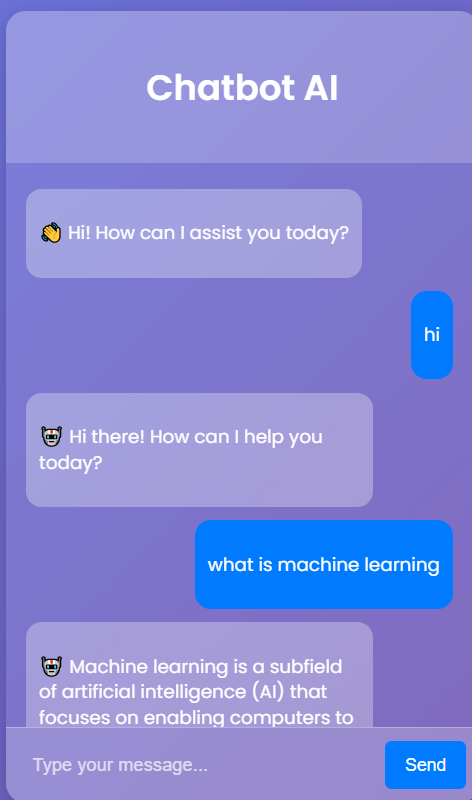 Chatbot AI
👋 Hi! How can I assist you today?
hi
🤖 Hi there! How can I help you
today?
what is machine learning
🤖 Machine learning is a subfield
of artificial intelligence (AI) that
focuses on enabling computers to
Type your message...
Send